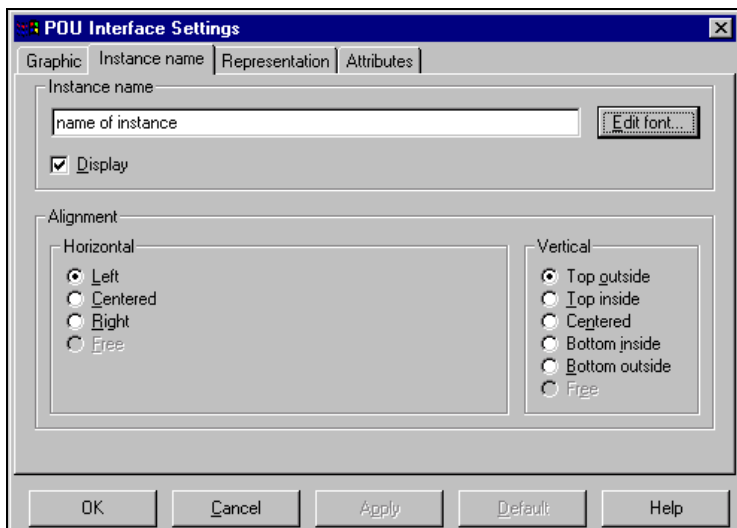 POU Interface Settings
Graphic Instance name Representation Attributes
Instance name
name of instance Edit font...
Display
Alignment
Horizontal Vertical
Left Top outside
Centered Top inside
Right Centered
Free Bottom inside
Bottom outside
Free
OK Cancel Apply Default Help